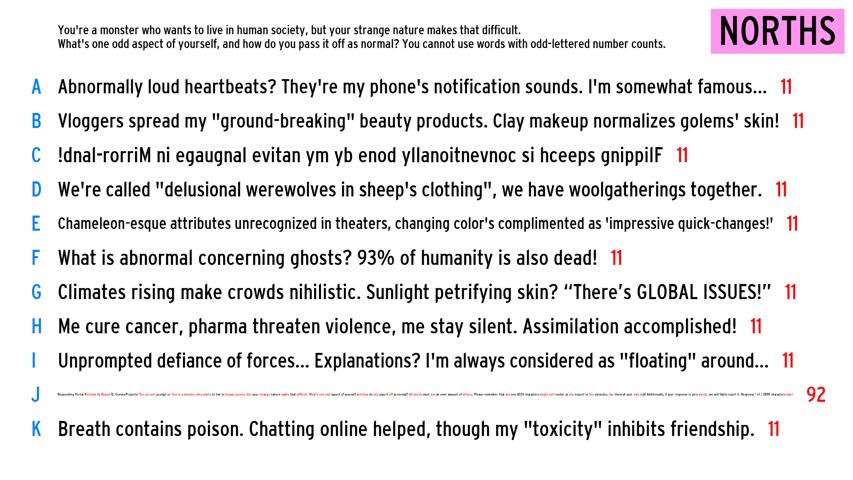 You're a monster who wants to live in human society, but your strange nature makes that difficult.
What's one odd aspect of yourself, and how do you pass it off as normal? You cannot use words with odd-lettered number counts.
NORTHS
A Abnormally loud heartbeats? They're my phone's notification sounds. I'm somewhat famous... 11
B Vloggers spread my "ground-breaking" beauty products. Clay makeup normalizes golems' skin! 11
C !dnal-rorriM ni egaugnal evitan ym yb enod yllanoitnevnoc si hceeps gnippilF 11
D We're called "delusional werewolves in sheep's clothing", we have woolgatherings together. 11
E Chameleon-esque attributes unrecognized in theaters, changing color's complimented as 'impressive quick-changes!' 11
F What is abnormal concerning ghosts? 93% of humanity is also dead! 11
G Climates rising make crowds nihilistic. Sunlight petrifying skin? “There’s GLOBAL ISSUES!” 11
H Me cure cancer, pharma threaten violence, me stay silent. Assimilation accomplished! 11
I Unprompted defiance of forces... Explanations? I'm always considered as "floating" around... 11
J 92
K Breath contains poison. Chatting online helped, though my "toxicity" inhibits friendship. 11